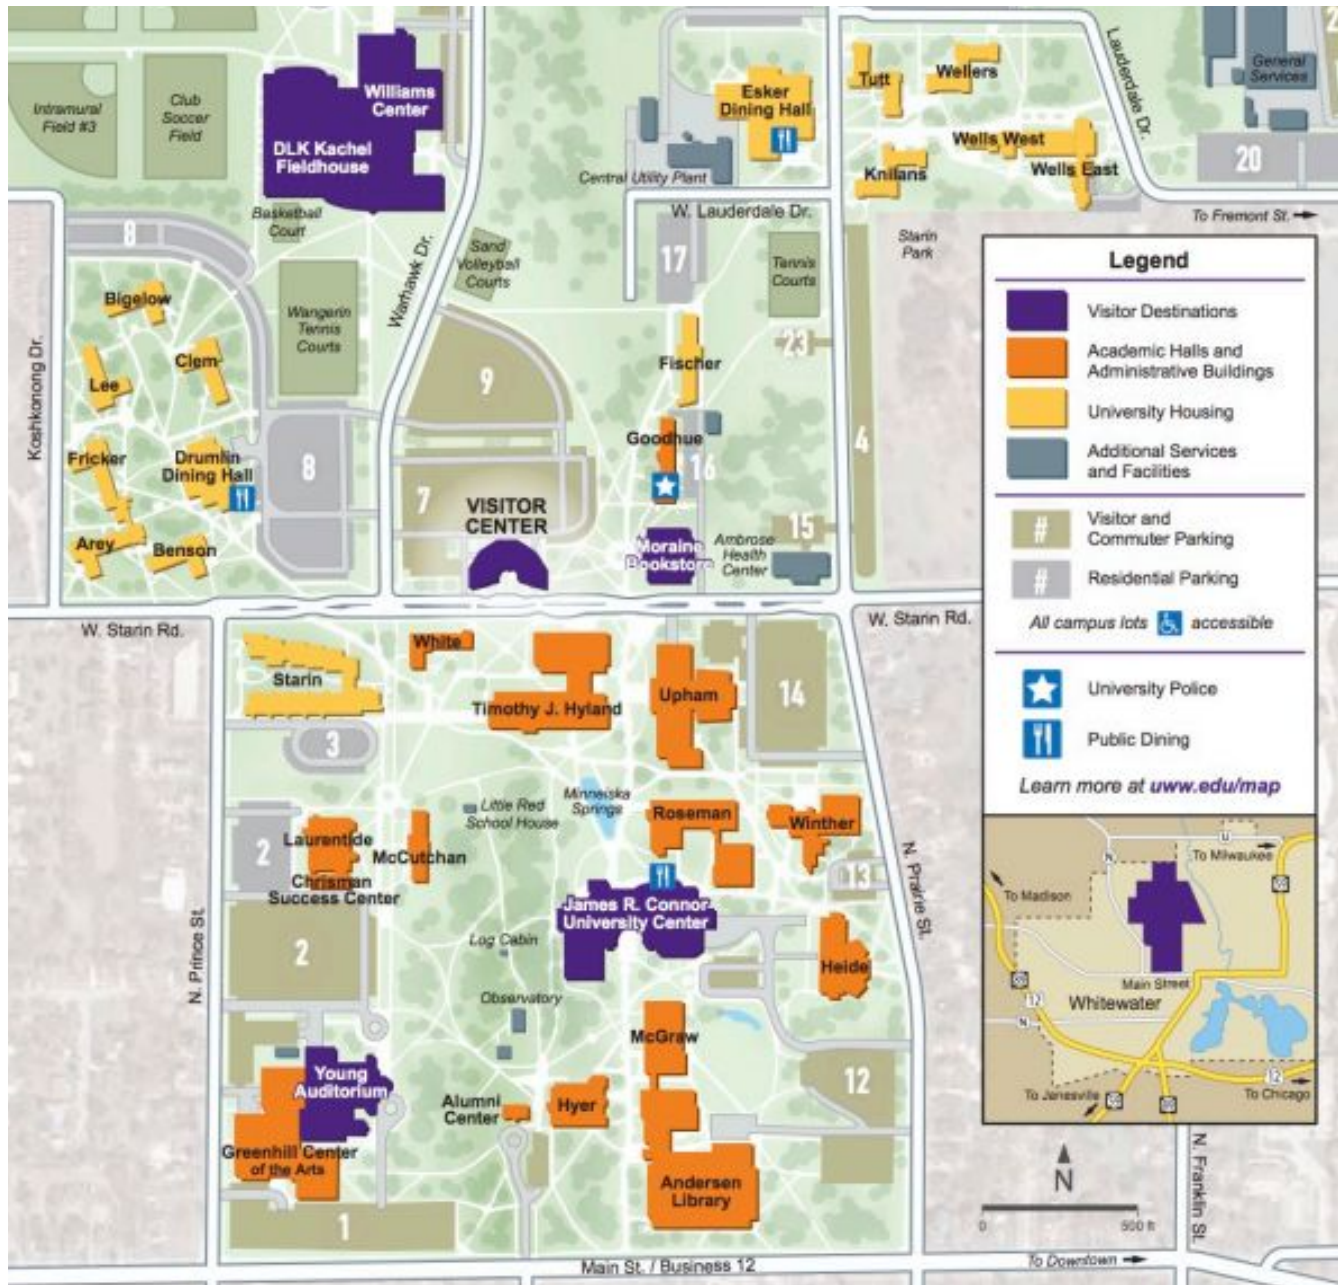 Intramural
Field #3
Club
Soccer
Field
Williams
Center
DLK Kachel
Fieldhouse
Basketball
Court
Esker
Dining Hall
Central Utility Plant
Tutt
Wellers
Wells West
Wells East
Knilans
Lauderdale Dr.
General
Services
20
To Fremont St.
W. Lauderdale Dr.
17
Tennis
Courts
Starin
Park
8
Koshkonong Dr.
Bigelow
Clem
Lee
Fricker
Drumlin
Dining Hall
Arey
Benson
Wangerin
Tennis
Courts
8
Warhawk Dr.
Sand
Volleyball
Courts
9
7
VISITOR
CENTER
Fischer
23
4
Goodhue
16
15
Moraine
Bookstore
Ambrose
Health
Center
W. Starin Rd.
W. Starin Rd.
Starin
White
Timothy J. Hyland
Upham
14
3
Little Red
School House
Minneiska
Springs
Roseman
Winther
2
Laurentide
McCutchan
Chrisman
Success Center
13
N. Prairie St.
James R. Connor
University Center
2
Log Cabin
Heide
N. Prince St.
Observatory
McGraw
Young
Auditorium
Alumni
Center
Hyer
12
Greenhill Center
of the Arts
Andersen
Library
1
Main St. / Business 12
To Downtown
Legend
Visitor Destinations
Academic Halls and
Administrative Buildings
University Housing
Additional Services
and Facilities
#
Visitor and
Commuter Parking
#
Residential Parking
All campus lots accessible
University Police
Public Dining
Learn more at uww.edu/map
U
To Milwaukee
N
59
To Madison
Main Street
Whitewater
12
N
12
To Janesville
To Chicago
N
0
500 ft
N. Franklin St.